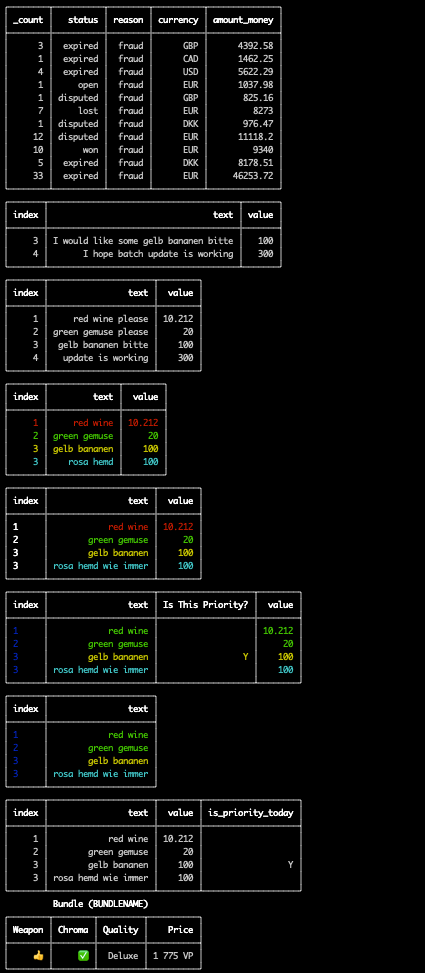 _count status reason currency amount_money
3 expired fraud GBP 4392.58
1 expired fraud CAD 1462.25
4 expired fraud USD 5622.29
1 open fraud EUR 1037.98
1 disputed fraud GBP 825.16
7 lost fraud EUR 8273
1 disputed fraud DKK 976.47
12 disputed fraud EUR 11118.2
10 won fraud EUR 9340
5 expired fraud DKK 8178.51
33 expired fraud EUR 46253.72
index text value
3 I would like some gelb bananen bitte 100
4 I hope batch update is working 300
index text value
1 red wine please 10.212
2 green gemuse please 20
3 gelb bananen bitte 100
4 update is working 300
index text value
1 red wine 10.212
2 green gemuse 20
3 gelb bananen 100
3 rosa hemd 100
index text value
1 red wine 10.212
2 green gemuse 20
3 gelb bananen 100
3 rosa hemd wie immer 100
index text Is This Priority? value
1 red wine 10.212
2 green gemuse 20
3 gelb bananen Y 100
3 rosa hemd wie immer 100
index text
1 red wine
2 green gemuse
3 gelb bananen
3 rosa hemd wie immer
index text value is_priority_today
1 red wine 10.212
2 green gemuse 20
3 gelb bananen 100 Y
3 rosa hemd wie immer 100
Bundle (BUNDLENAME)
Weapon Chroma Quality Price
👍 ✅ Deluxe 1 775 VP